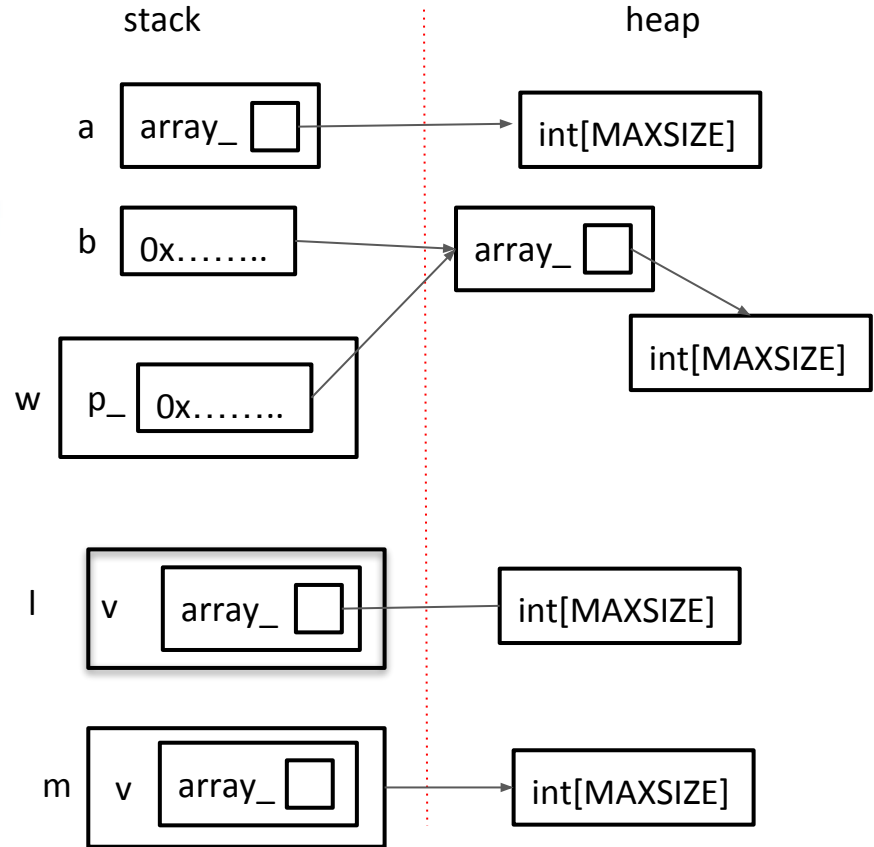 stack heap
a array_ int[MAXSIZE]
b 0x…….. array_
int[MAXSIZE]
w p_ 0x……..
l v array_ int[MAXSIZE]
m v array_ int[MAXSIZE]